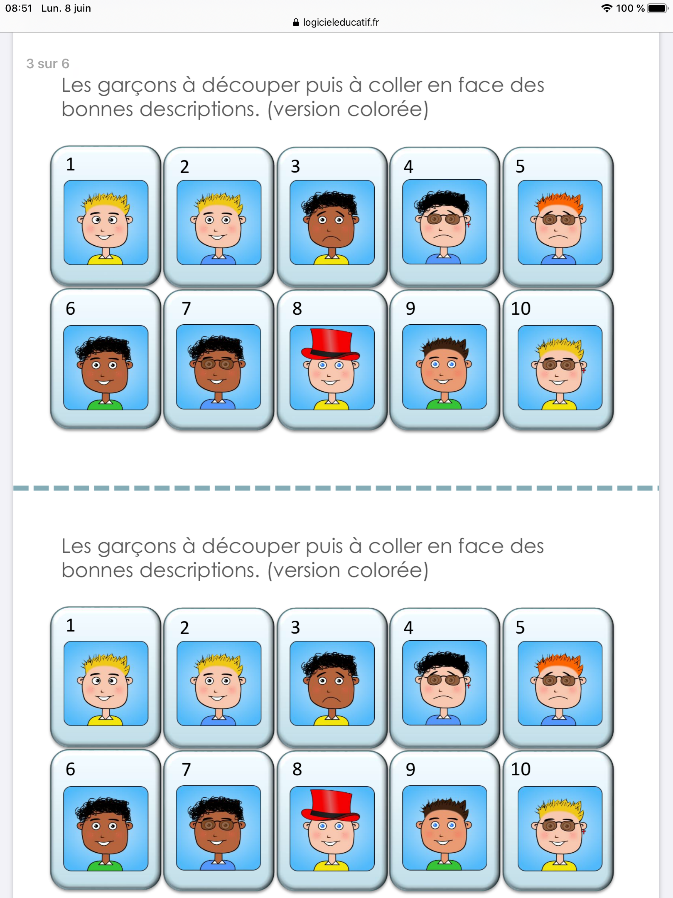 08:51 Lun. 8 juin 100 %
logicieleducatif.fr
3 sur 6
Les garçons à découper puis à coller en face des
bonnes descriptions. (version colorée)
1 2 3 4 5
6 7 8 9 10
Les garçons à découper puis à coller en face des
bonnes descriptions. (version colorée)
1 2 3 4 5
6 7 8 9 10